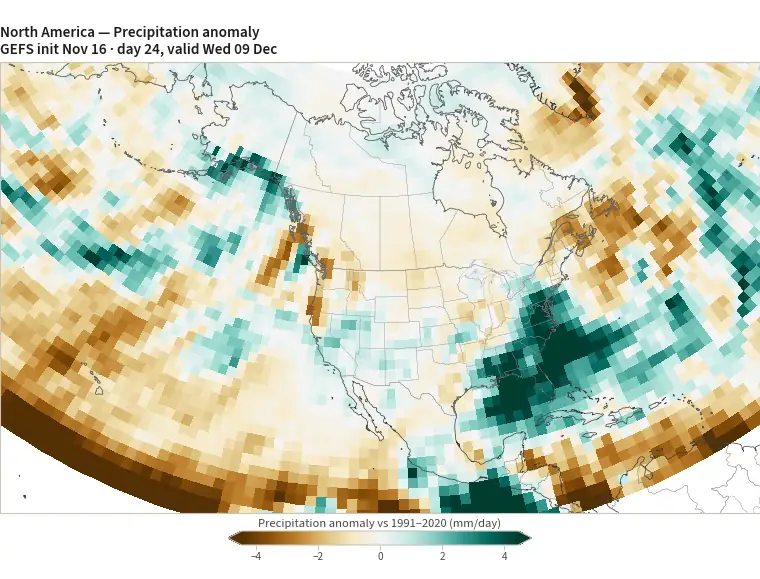 North America — Precipitation anomaly
GEFS init Nov 16 · day 24, valid Wed 09 Dec
Precipitation anomaly vs 1991–2020 (mm/day)
−4 −2 0 2 4